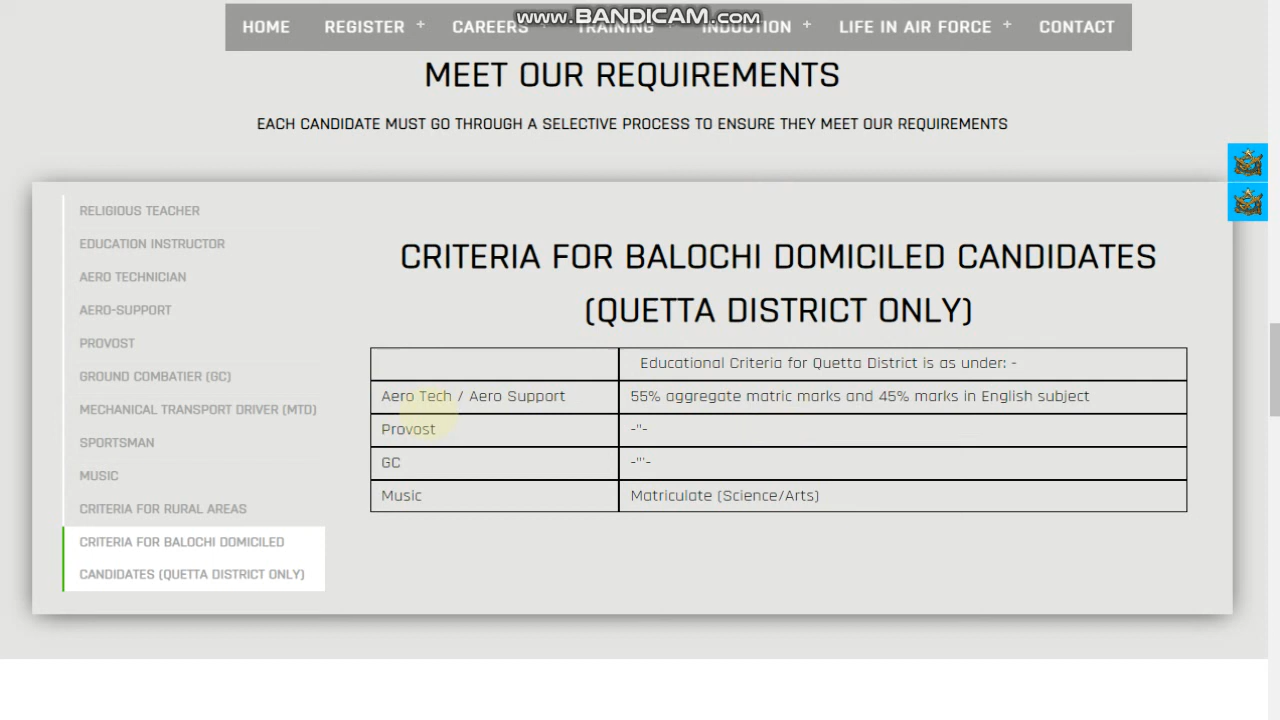 www.BANDICAM.com
HOME REGISTER + CAREERS + TRAINING INDUCTION + LIFE IN AIR FORCE + CONTACT
MEET OUR REQUIREMENTS
EACH CANDIDATE MUST GO THROUGH A SELECTIVE PROCESS TO ENSURE THEY MEET OUR REQUIREMENTS
RELIGIOUS TEACHER
EDUCATION INSTRUCTOR
AERO TECHNICIAN
AERO-SUPPORT
PROVOST
GROUND COMBATIER (GC)
MECHANICAL TRANSPORT DRIVER (MTD)
SPORTSMAN
MUSIC
CRITERIA FOR RURAL AREAS
CRITERIA FOR BALOCHI DOMICILED
CANDIDATES (QUETTA DISTRICT ONLY)
CRITERIA FOR BALOCHI DOMICILED CANDIDATES
(QUETTA DISTRICT ONLY)
Educational Criteria for Quetta District is as under: -
Aero Tech / Aero Support 55% aggregate matric marks and 45% marks in English subject
Provost -"-
GC -"'-
Music Matriculate (Science/Arts)